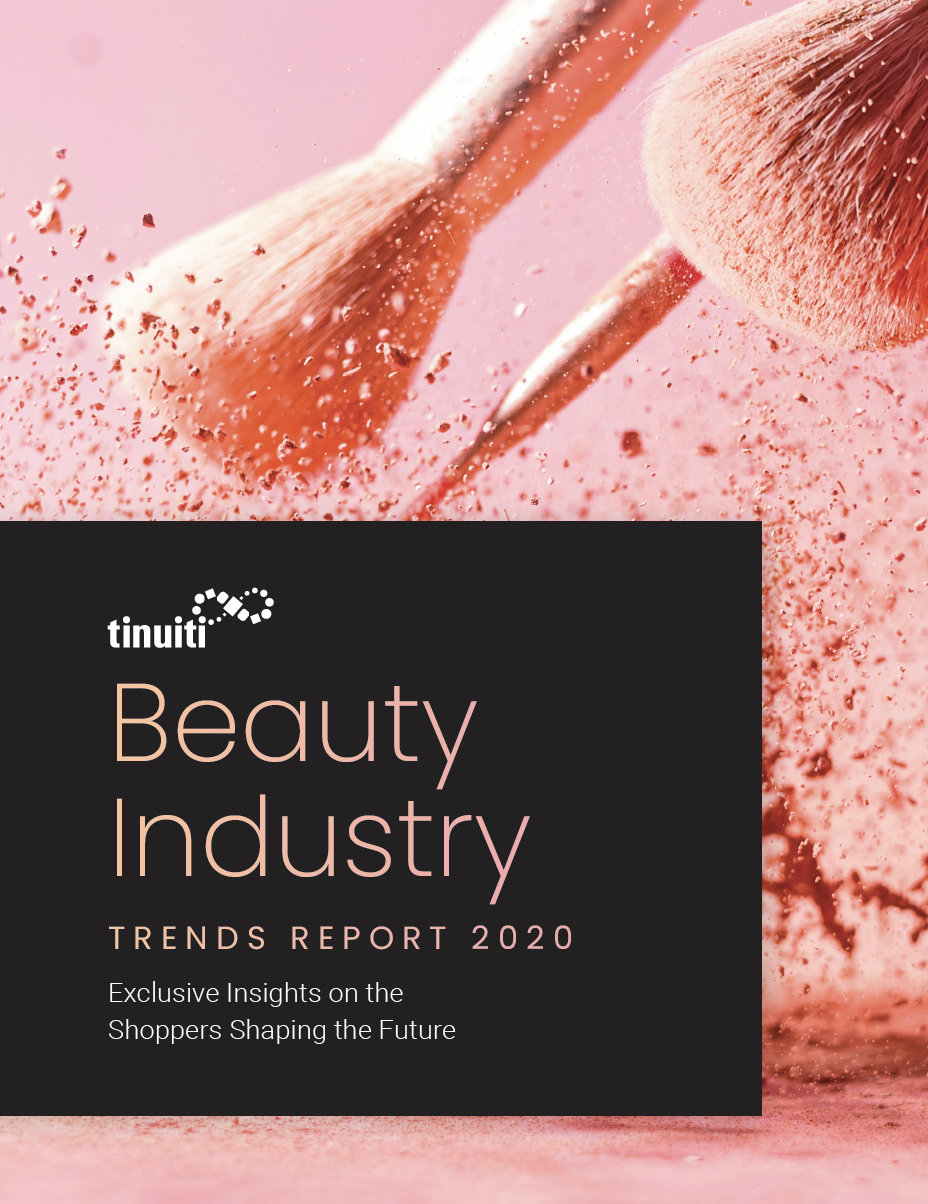 tinuiti
Beauty
Industry
TRENDS REPORT 2020
Exclusive Insights on the
Shoppers Shaping the Future